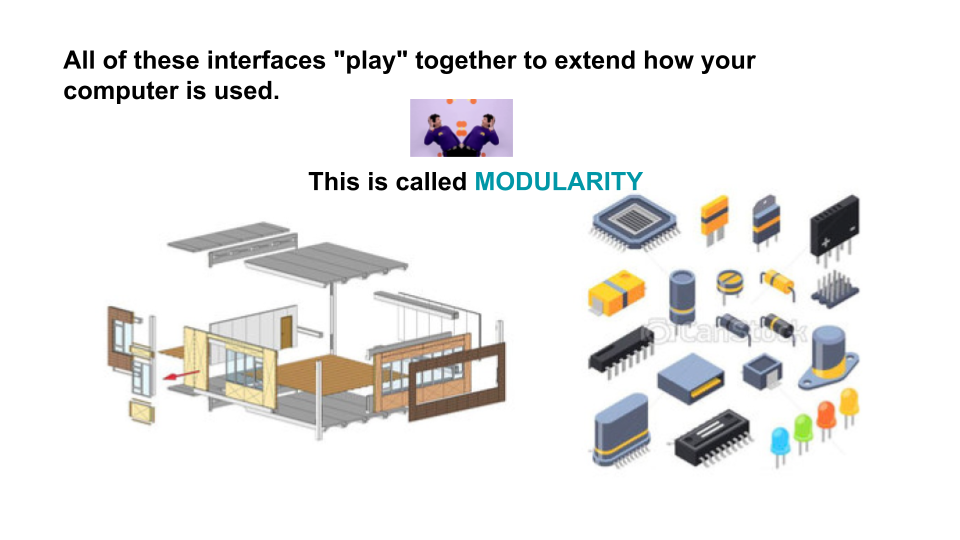 All of these interfaces "play" together to extend how your
computer is used.
This is called MODULARITY
CanStock